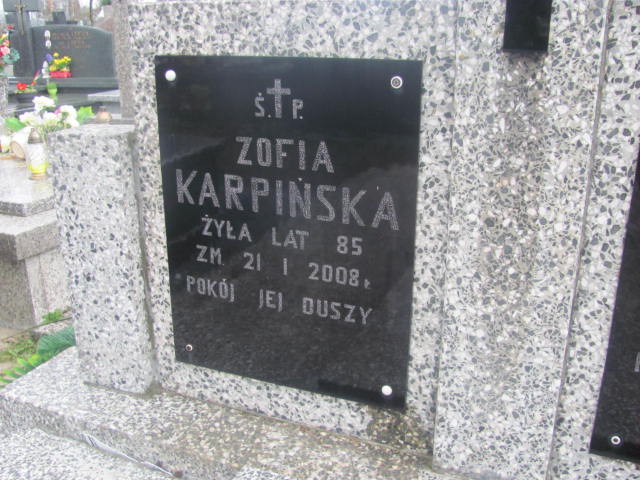 Ś. P.
ZOFIA
KARPIŃSKA
ŻYŁA LAT 85
ZM. 21 I 2008 r.
POKÓJ JEJ DUSZY